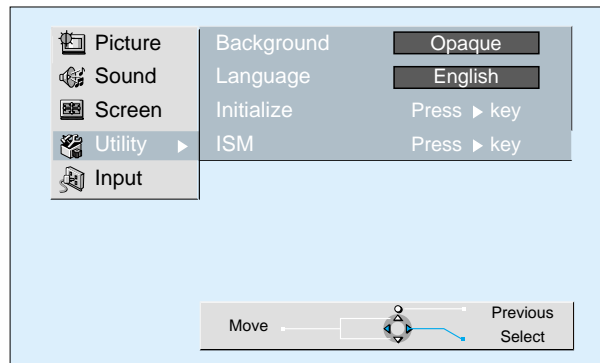 Picture
Sound
Screen
Utility
Input
Background Opaque
Language English
Initialize Press ▶ key
ISM Press ▶ key
Move
Previous
Select